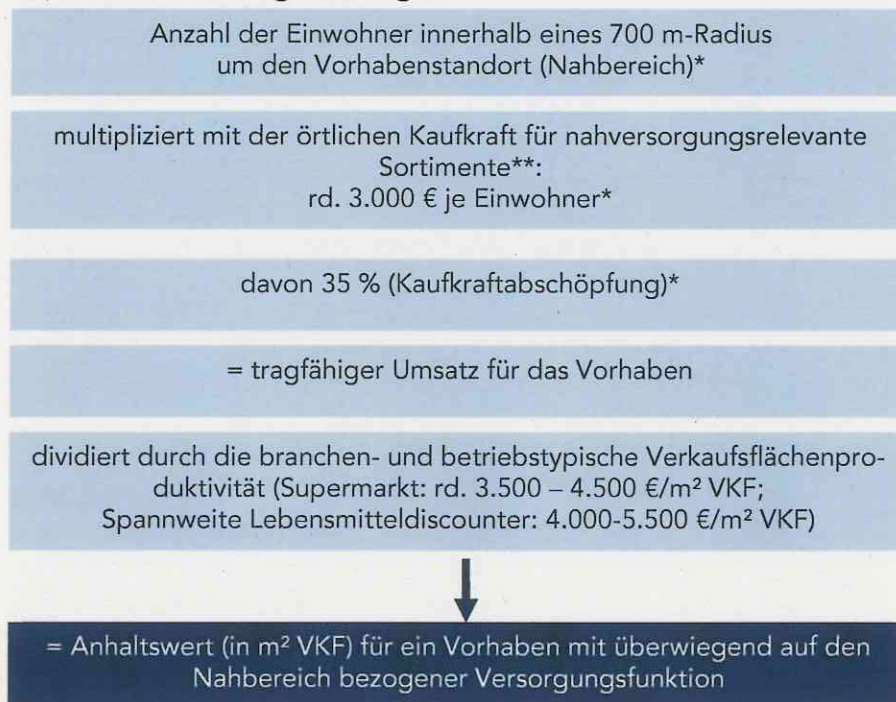 Anzahl der Einwohner innerhalb eines 700 m-Radius
um den Vorhabenstandort (Nahbereich)*
multipliziert mit der örtlichen Kaufkraft für nahversorgungsrelevante
Sortimente**:
rd. 3.000 € je Einwohner*
davon 35 % (Kaufkraftabschöpfung)*
= tragfähiger Umsatz für das Vorhaben
dividiert durch die branchen- und betriebstypische Verkaufsflächenpro-
duktivität (Supermarkt: rd. 3.500 – 4.500 €/m² VKF;
Spannweite Lebensmitteldiscounter: 4.000-5.500 €/m² VKF)
= Anhaltswert (in m² VKF) für ein Vorhaben mit überwiegend auf den
Nahbereich bezogener Versorgungsfunktion